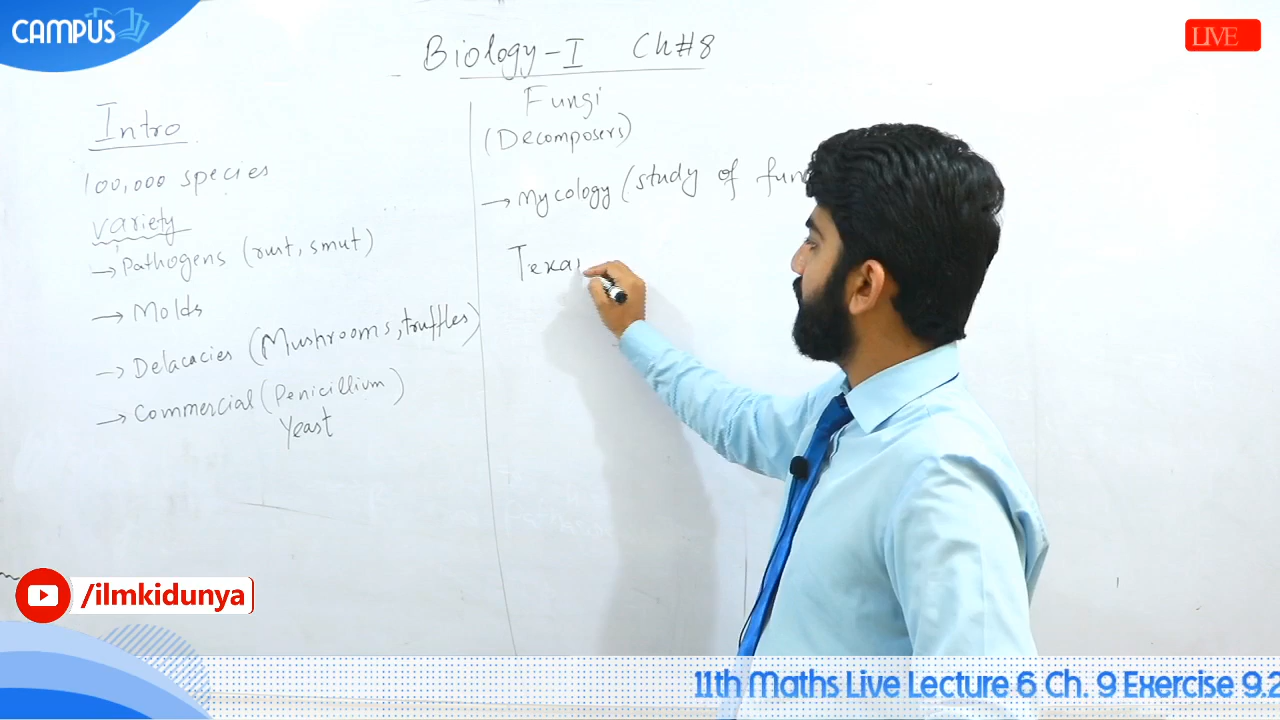 CAMPUS
LIVE
Biology-I Ch#8
Intro
100,000 species
variety
→ Pathogens (rust, smut)
→ Molds
→ Delacacies (Mushrooms, truffles)
→ Commercial (Penicillium)
Yeast
Fungi
(Decomposers)
→ Mycology (study of fun
/ilmkidunya
11th Maths Live Lecture 6 Ch. 9 Exercise 9.2